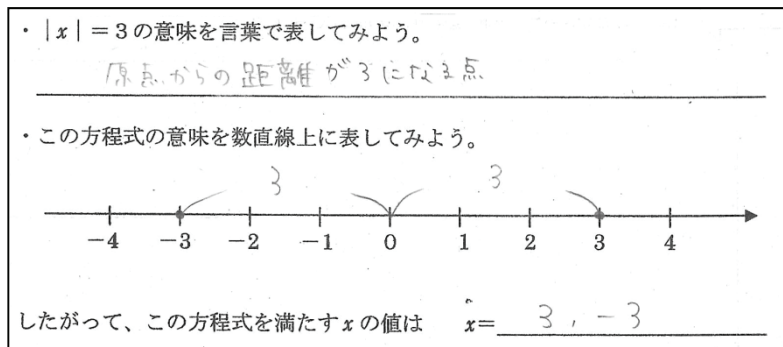 ・|x|=3の意味を言葉で表してみよう。
原点からの距離が3になる点
・この方程式の意味を数直線上に表してみよう。
3 3
-4 -3 -2 -1 0 1 2 3 4
したがって、この方程式を満たすxの値は x= 3, -3